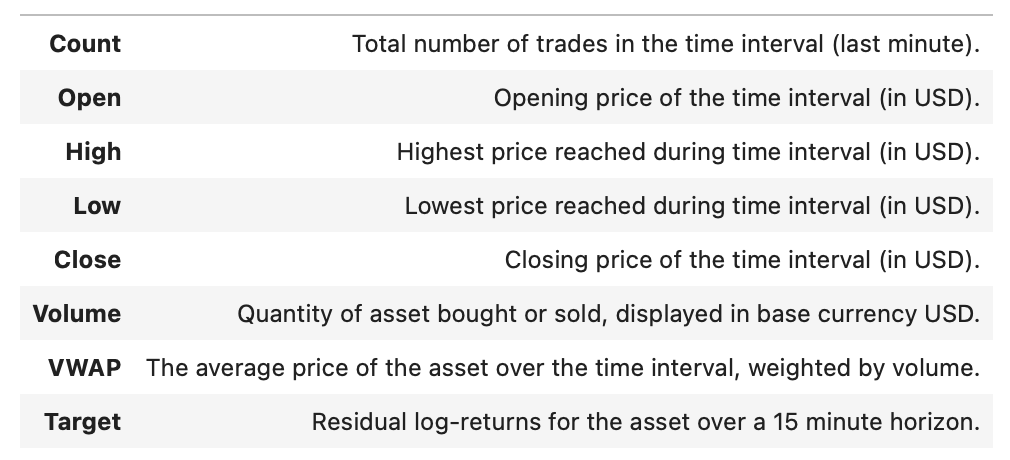 Count Total number of trades in the time interval (last minute).
Open Opening price of the time interval (in USD).
High Highest price reached during time interval (in USD).
Low Lowest price reached during time interval (in USD).
Close Closing price of the time interval (in USD).
Volume Quantity of asset bought or sold, displayed in base currency USD.
VWAP The average price of the asset over the time interval, weighted by volume.
Target Residual log-returns for the asset over a 15 minute horizon.